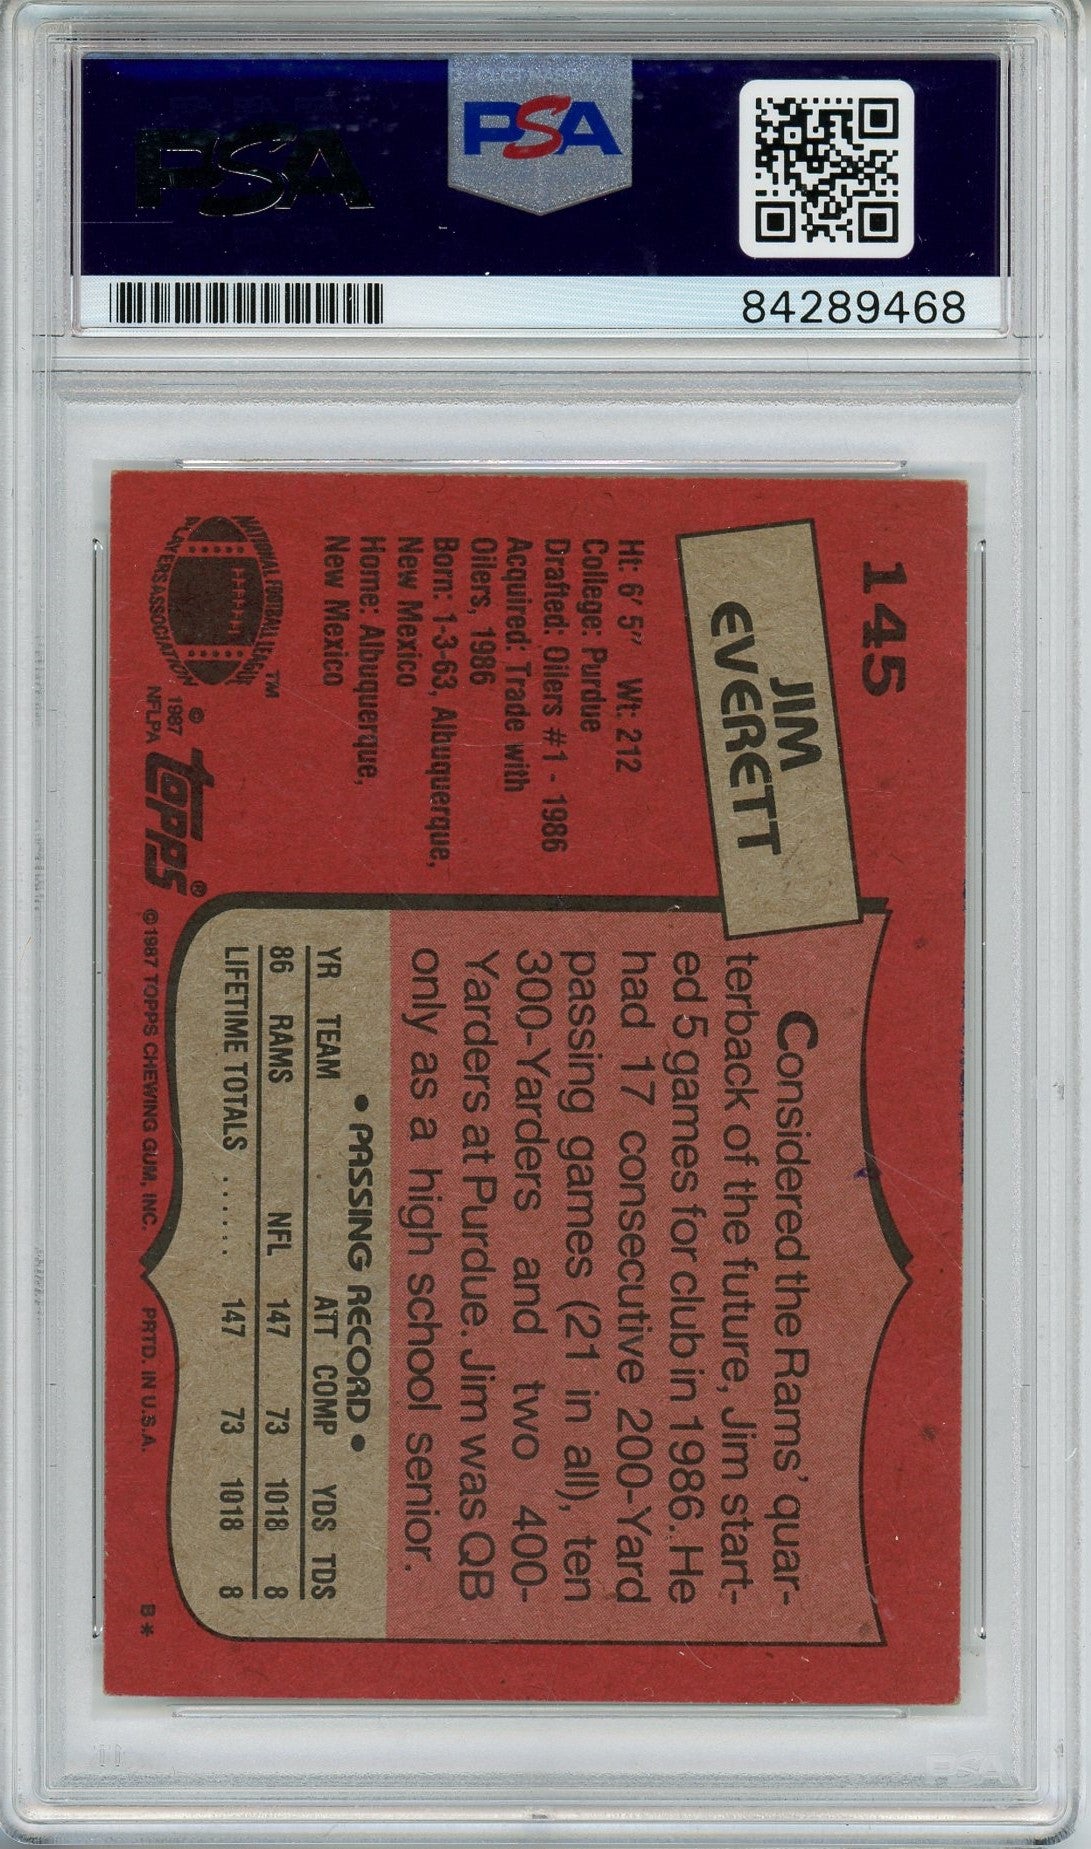 PSA
PSA
84289468
145
JIM
EVERETT
Ht: 6' 5" Wt: 212
College: Purdue
Drafted: Oilers #1 - 1986
Acquired: Trade with
Oilers, 1986
Born: 1-3-63, Albuquerque,
New Mexico
Home: Albuquerque,
New Mexico
NATIONAL FOOTBALL LEAGUE
PLAYERS ASSOCIATION
TM
© 1987
NFLPA
Topps®
Considered the Rams' quar-
terback of the future, Jim start-
ed 5 games for club in 1986. He
had 17 consecutive 200-Yard
passing games (21 in all), ten
300-Yarders and two 400-
Yarders at Purdue. Jim was QB
only as a high school senior.
• PASSING RECORD •
YR TEAM ATT COMP YDS TDS
86 RAMS NFL 147 73 1018 8
LIFETIME TOTALS ...... 147 73 1018 8
©1987 TOPPS CHEWING GUM, INC. PRTD. IN U.S.A. B*
PSA